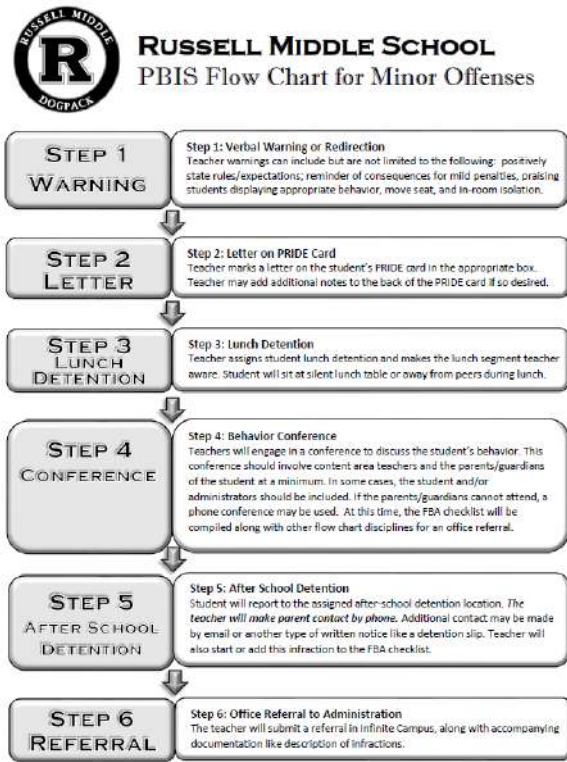 RUSSELL MIDDLE
R
DOGPACK
RUSSELL MIDDLE SCHOOL
PBIS Flow Chart for Minor Offenses
STEP 1
WARNING
Step 1: Verbal Warning or Redirection
Teacher warnings can include but are not limited to the following: positively
state rules/expectations; reminder of consequences for mild penalties, praising
students displaying appropriate behavior, move seat, and in-room isolation.
STEP 2
LETTER
Step 2: Letter on PRIDE Card
Teacher marks a letter on the student's PRIDE card in the appropriate box.
Teacher may add additional notes to the back of the PRIDE card if so desired.
STEP 3
LUNCH
DETENTION
Step 3: Lunch Detention
Teacher assigns student lunch detention and makes the lunch segment teacher
aware. Student will sit at silent lunch table or away from peers during lunch.
STEP 4
CONFERENCE
Step 4: Behavior Conference
Teachers will engage in a conference to discuss the student's behavior. This
conference should involve content area teachers and the parents/guardians
of the student at a minimum. In some cases, the student and/or
administrators should be included. If the parents/guardians cannot attend, a
phone conference may be used. At this time, the FBA checklist will be
compiled along with other flow chart disciplines for an office referral.
STEP 5
AFTER SCHOOL
DETENTION
Step 5: After School Detention
Student will report to the assigned after-school detention location. The
teacher will make parent contact by phone. Additional contact may be made
by email or another type of written notice like a detention slip. Teacher will
also start or add this infraction to the FBA checklist.
STEP 6
REFERRAL
Step 6: Office Referral to Administration
The teacher will submit a referral in Infinite Campus, along with accompanying
documentation like description of infractions.